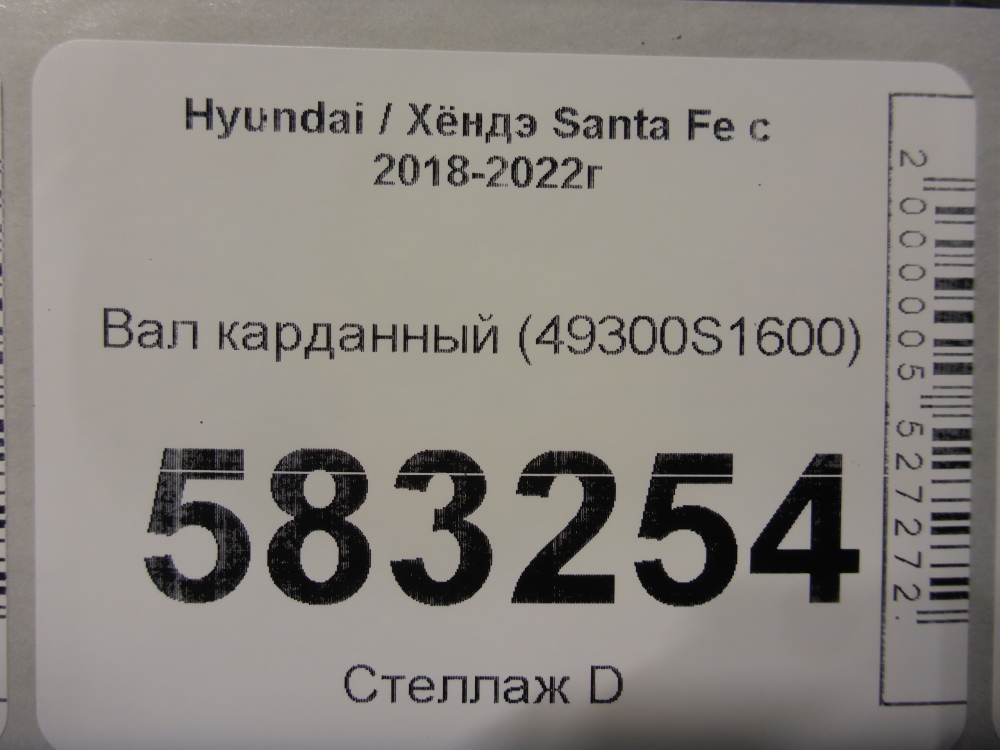 Hyundai / Хёндэ Santa Fe с
2018-2022г
Вал карданный (49300S1600)
583254
Стеллаж D
2000005527272.